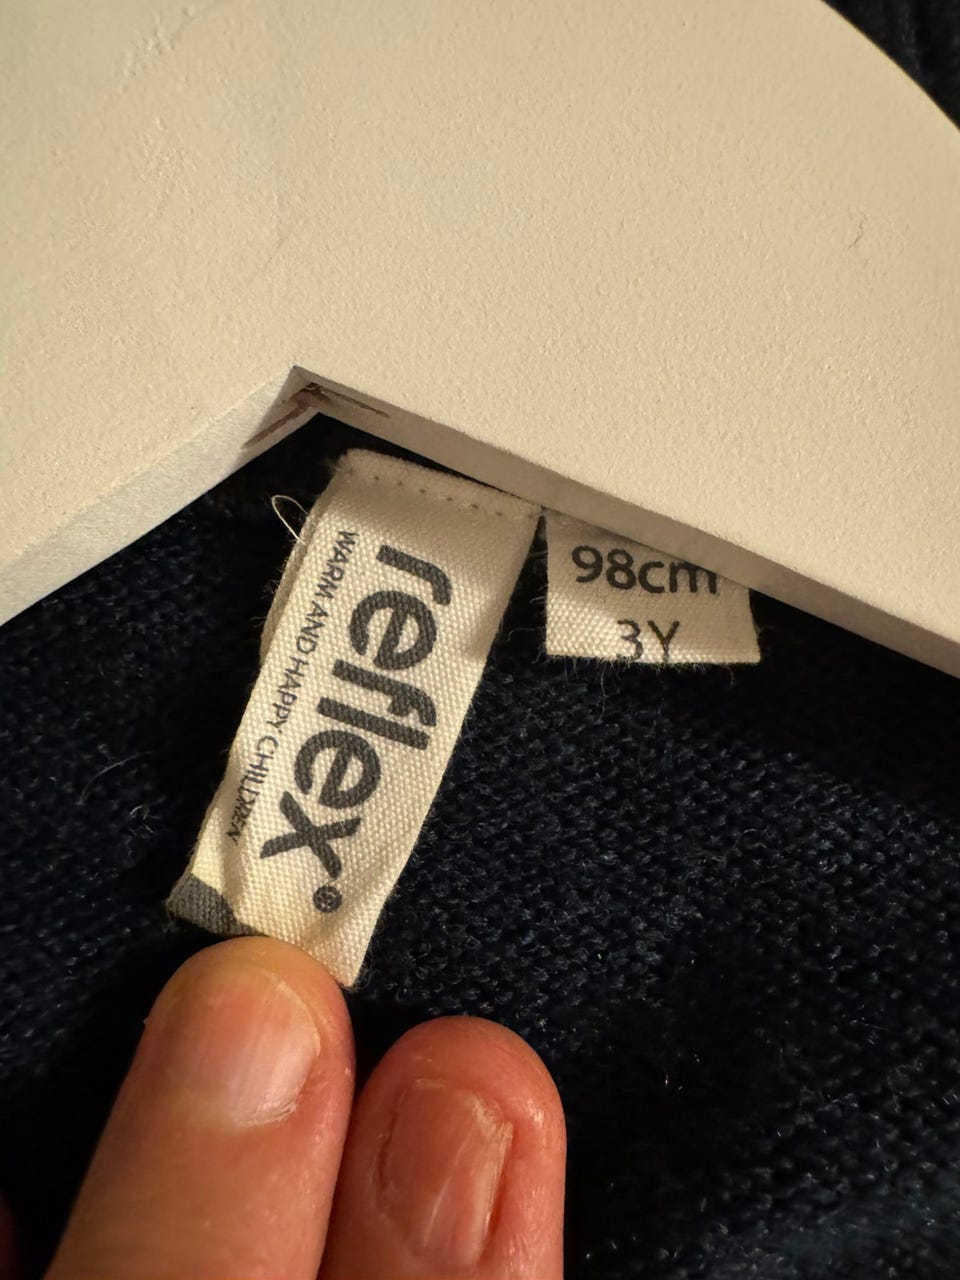 reflex®
WARM AND HAPPY CHILDREN
98cm
3Y